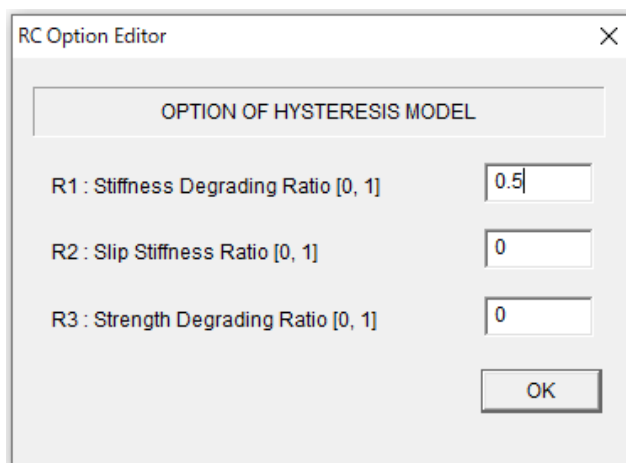 RC Option Editor
OPTION OF HYSTERESIS MODEL
R1 : Stiffness Degrading Ratio [0, 1] 0.5
R2 : Slip Stiffness Ratio [0, 1] 0
R3 : Strength Degrading Ratio [0, 1] 0
OK